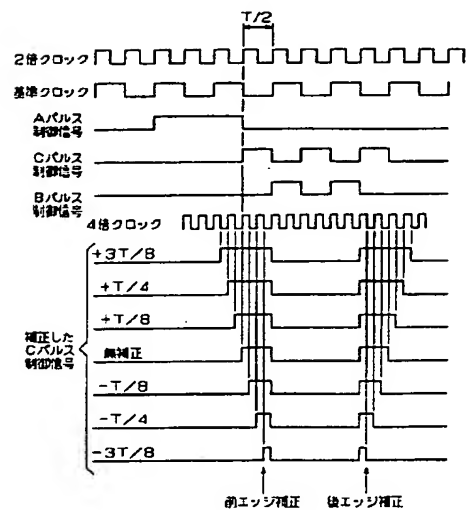 T/2
2倍クロック
基準クロック
Aパルス
制御信号
Cパルス
制御信号
Bパルス
制御信号
4倍クロック
補正した
Cパルス
制御信号
+3T/8
+T/4
+T/8
無補正
-T/8
-T/4
-3T/8
前エッジ補正
後エッジ補正